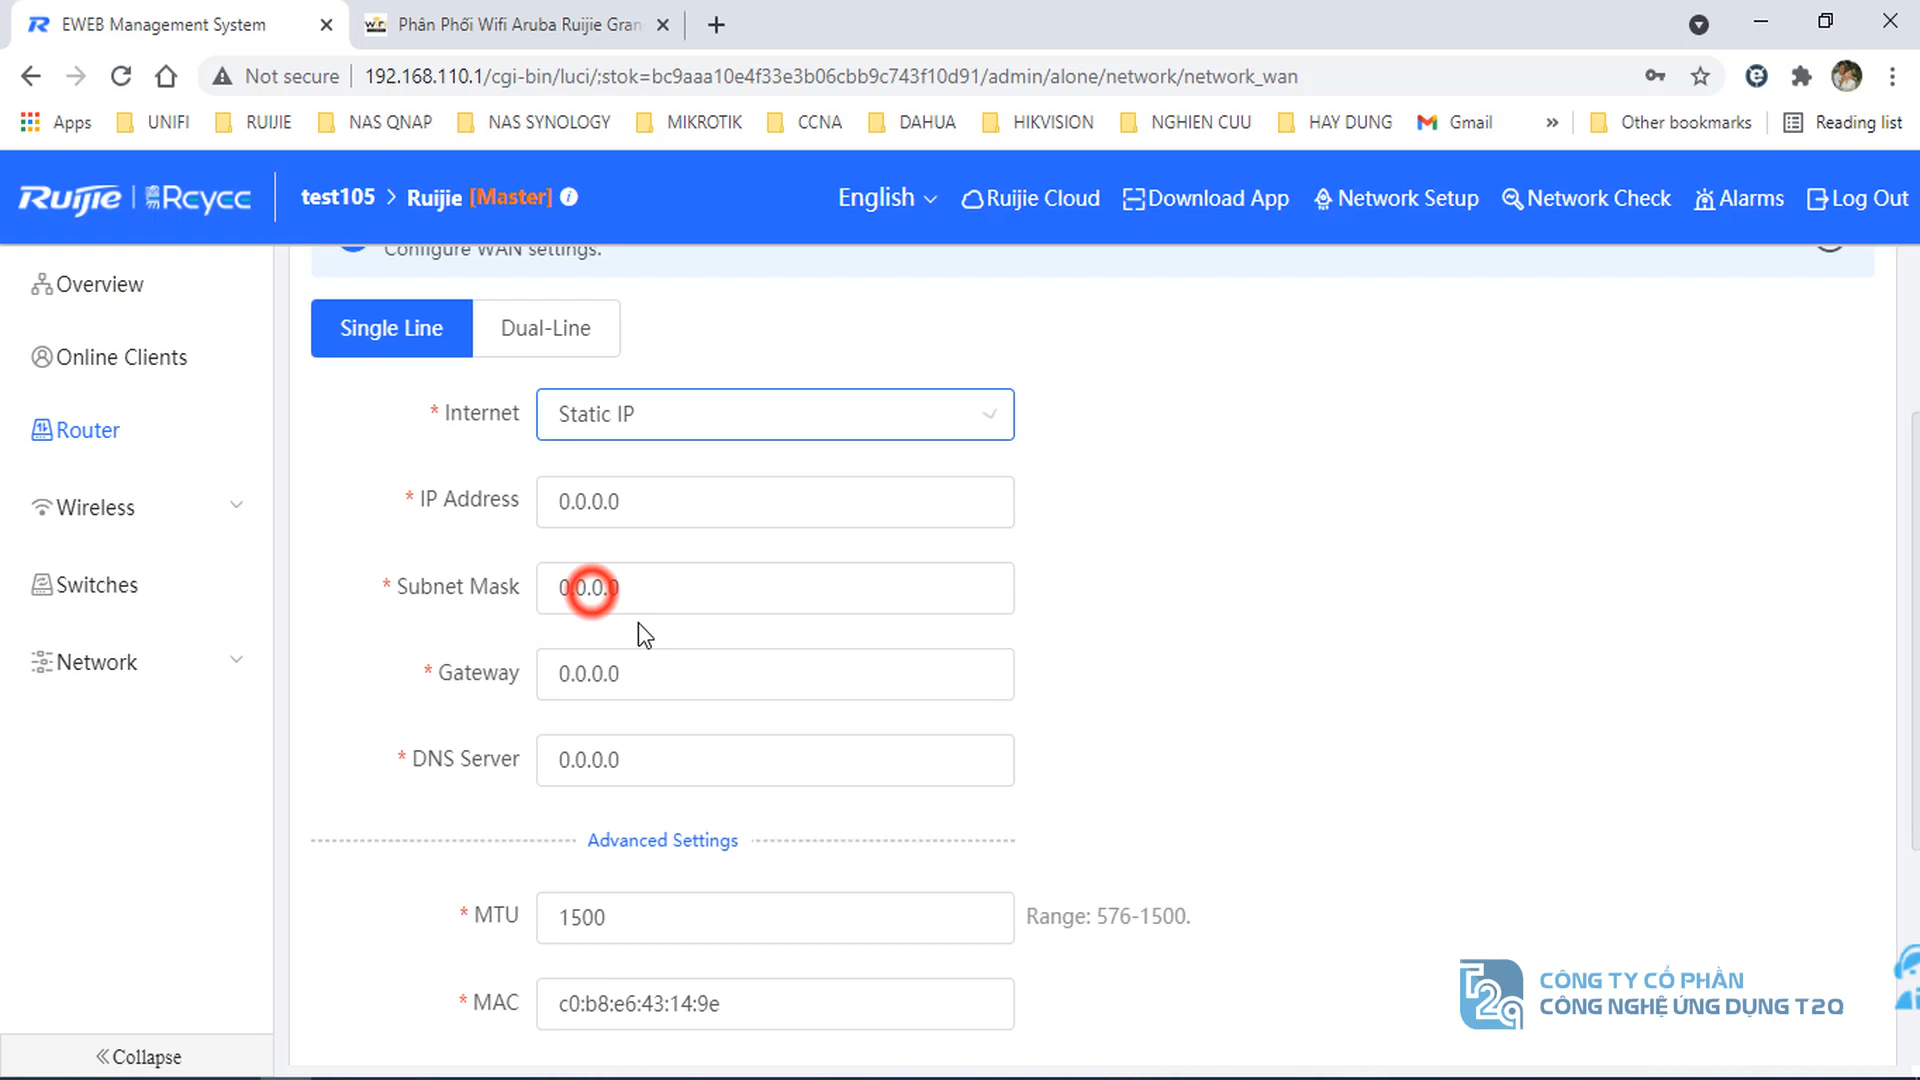 EWEB Management System
Phân Phối Wifi Aruba Ruijie Gran
Not secure
192.168.110.1/cgi-bin/luci/;stok=bc9aaa10e4f33e3b06cbb9c743f10d91/admin/alone/network/network_wan
Apps UNIFI RUIJIE NAS QNAP NAS SYNOLOGY MIKROTIK CCNA DAHUA HIKVISION NGHIEN CUU HAY DUNG Gmail » Other bookmarks Reading list
Ruijie | Rcycc test105 > Ruijie [Master] English Ruijie Cloud Download App Network Setup Network Check Alarms Log Out
Configure WAN settings.
Overview
Online Clients
Router
Wireless
Switches
Network
Collapse
Single Line Dual-Line
* Internet Static IP
* IP Address 0.0.0.0
* Subnet Mask 0.0.0.0
* Gateway 0.0.0.0
* DNS Server 0.0.0.0
Advanced Settings
* MTU 1500 Range: 576-1500.
* MAC c0:b8:e6:43:14:9e
T2Q
CÔNG TY CỔ PHẦN
CÔNG NGHỆ ỨNG DỤNG T2Q